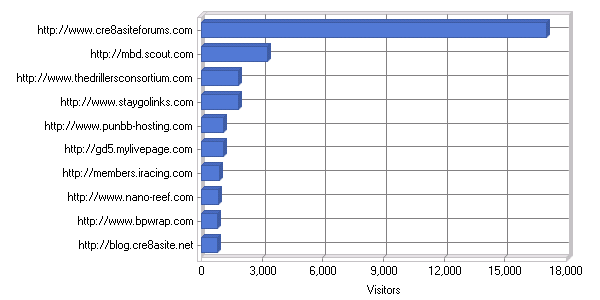 http://www.cre8asiteforums.com
http://mbd.scout.com
http://www.thedrillersconsortium.com
http://www.staygolinks.com
http://www.punbb-hosting.com
http://gd5.mylivepage.com
http://members.iracing.com
http://www.nano-reef.com
http://www.bpwrap.com
http://blog.cre8asite.net
0 3,000 6,000 9,000 12,000 15,000 18,000
Visitors